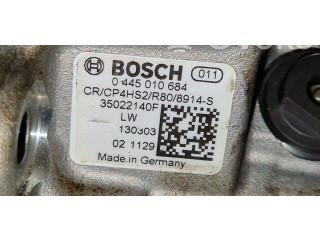 BOSCH 011
0 445 010 684
CR/CP4HS2/R80/8914-S
35022140F
LW
130303
02 1129
Made in Germany